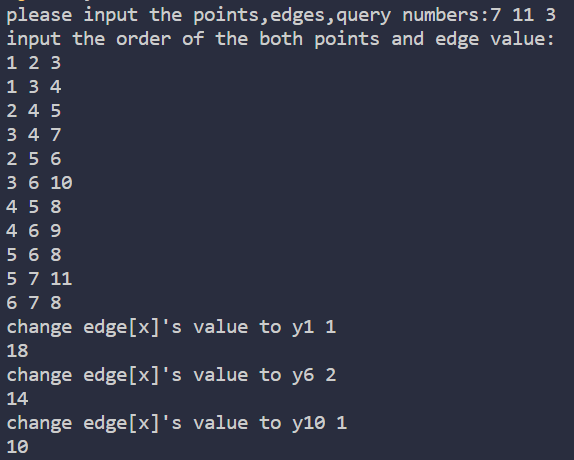 please input the points,edges,query numbers:7 11 3
input the order of the both points and edge value:
1 2 3
1 3 4
2 4 5
3 4 7
2 5 6
3 6 10
4 5 8
4 6 9
5 6 8
5 7 11
6 7 8
change edge[x]'s value to y1 1
18
change edge[x]'s value to y6 2
14
change edge[x]'s value to y10 1
10